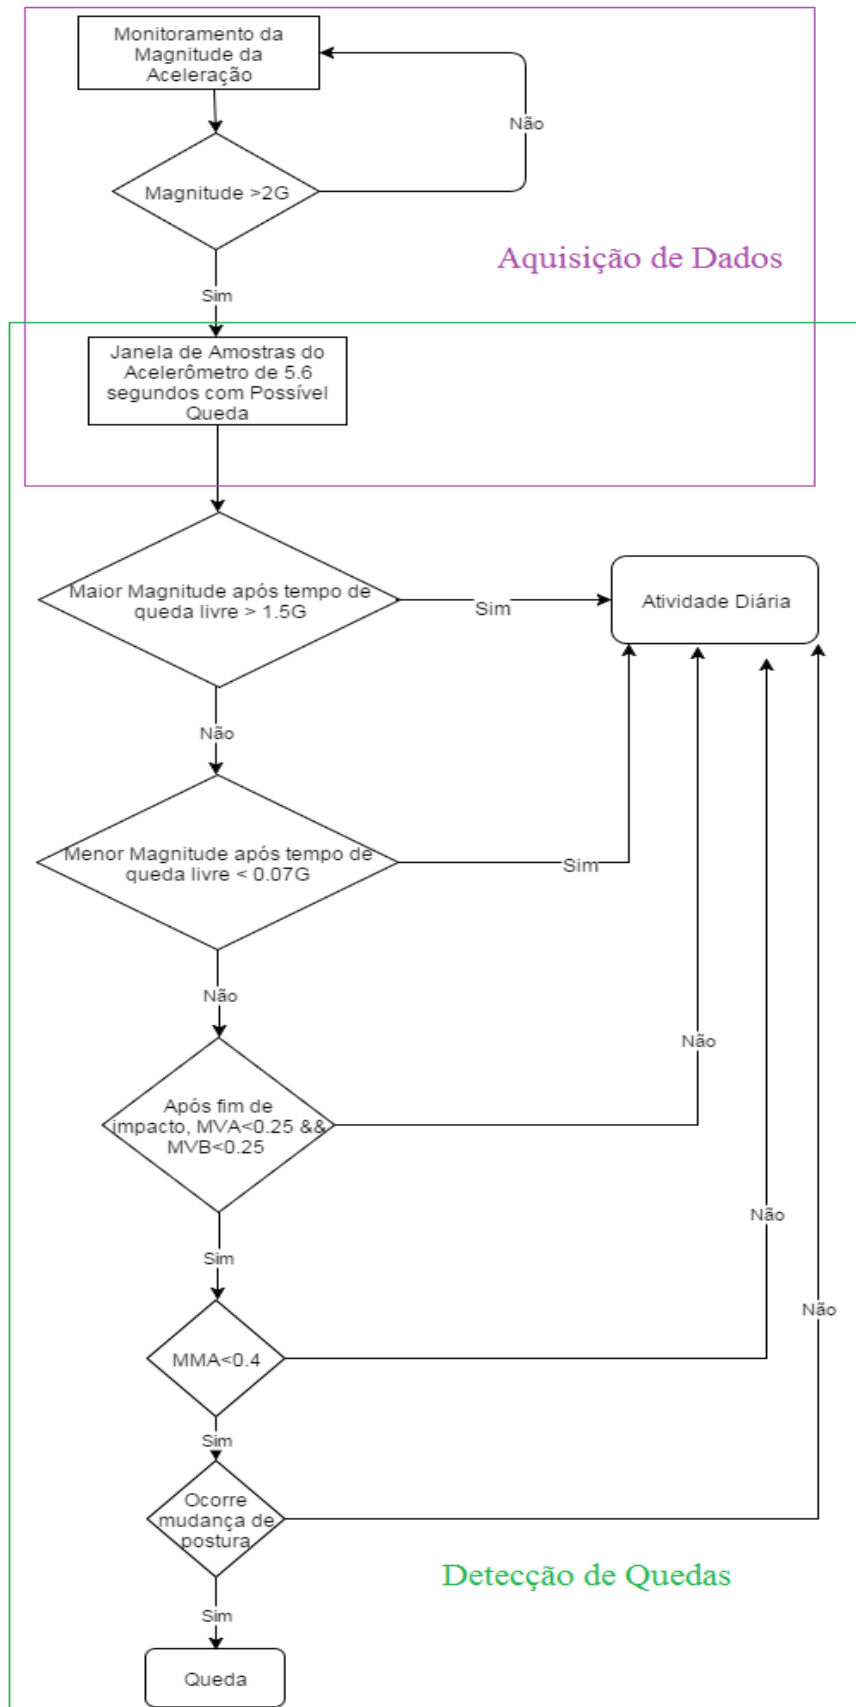 Monitoramento da
Magnitude da
Aceleração
Não
Magnitude >2G
Aquisição de Dados
Sim
Janela de Amostras do
Acelerômetro de 5.6
segundos com Possível
Queda
Maior Magnitude após tempo de
queda livre > 1.5G
Sim
Atividade Diária
Não
Menor Magnitude após tempo de
queda livre < 0.07G
Sim
Não
Não
Após fim de
impacto, MVA<0.25 &&
MVB<0.25
Não
Sim
Não
MMA<0.4
Sim
Ocorre
mudança de
postura
Detecção de Quedas
Sim
Queda